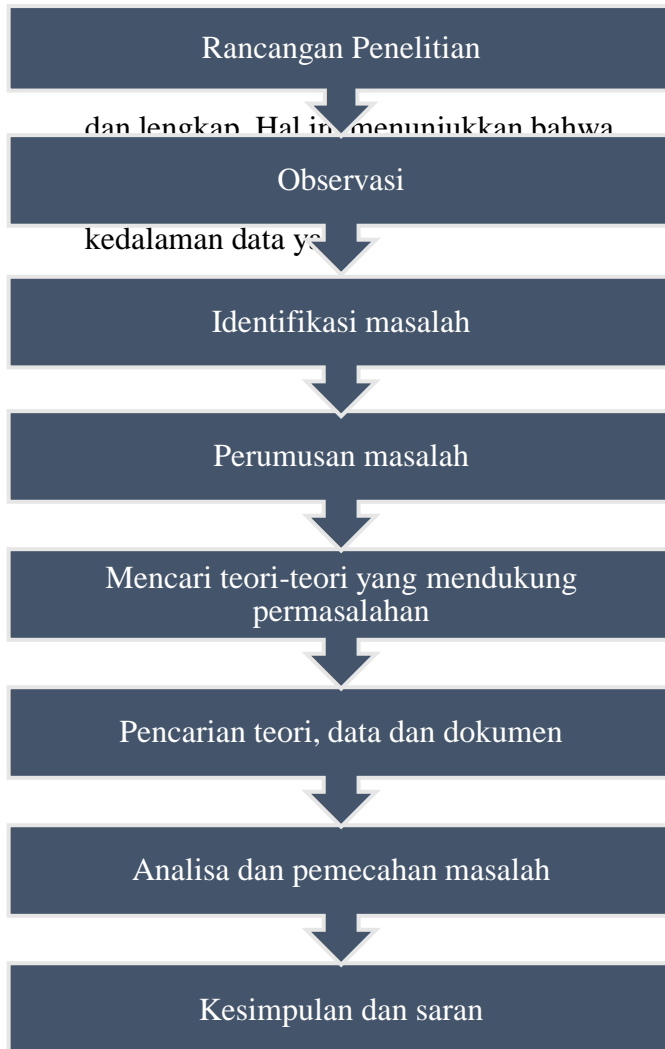 Rancangan Penelitian
dan lengkap. Hal ini menunjukkan bahwa
Observasi
kedalaman data
Identifikasi masalah
Perumusan masalah
Mencari teori-teori yang mendukung
permasalahan
Pencarian teori, data dan dokumen
Analisa dan pemecahan masalah
Kesimpulan dan saran